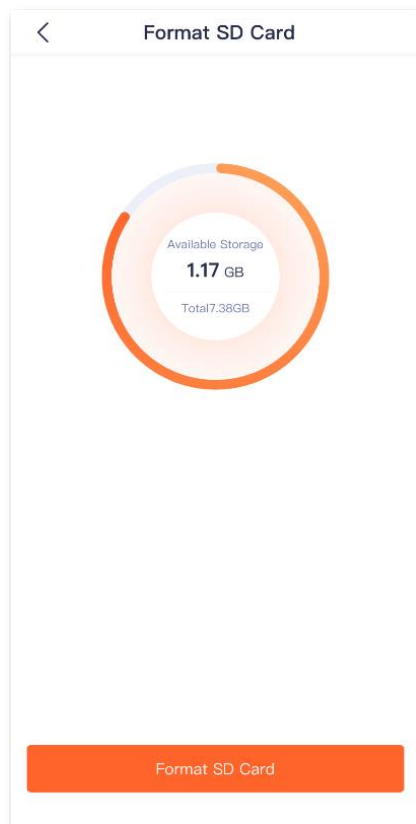 Format SD Card
Available Storage
1.17 GB
Total7.38GB
Format SD Card